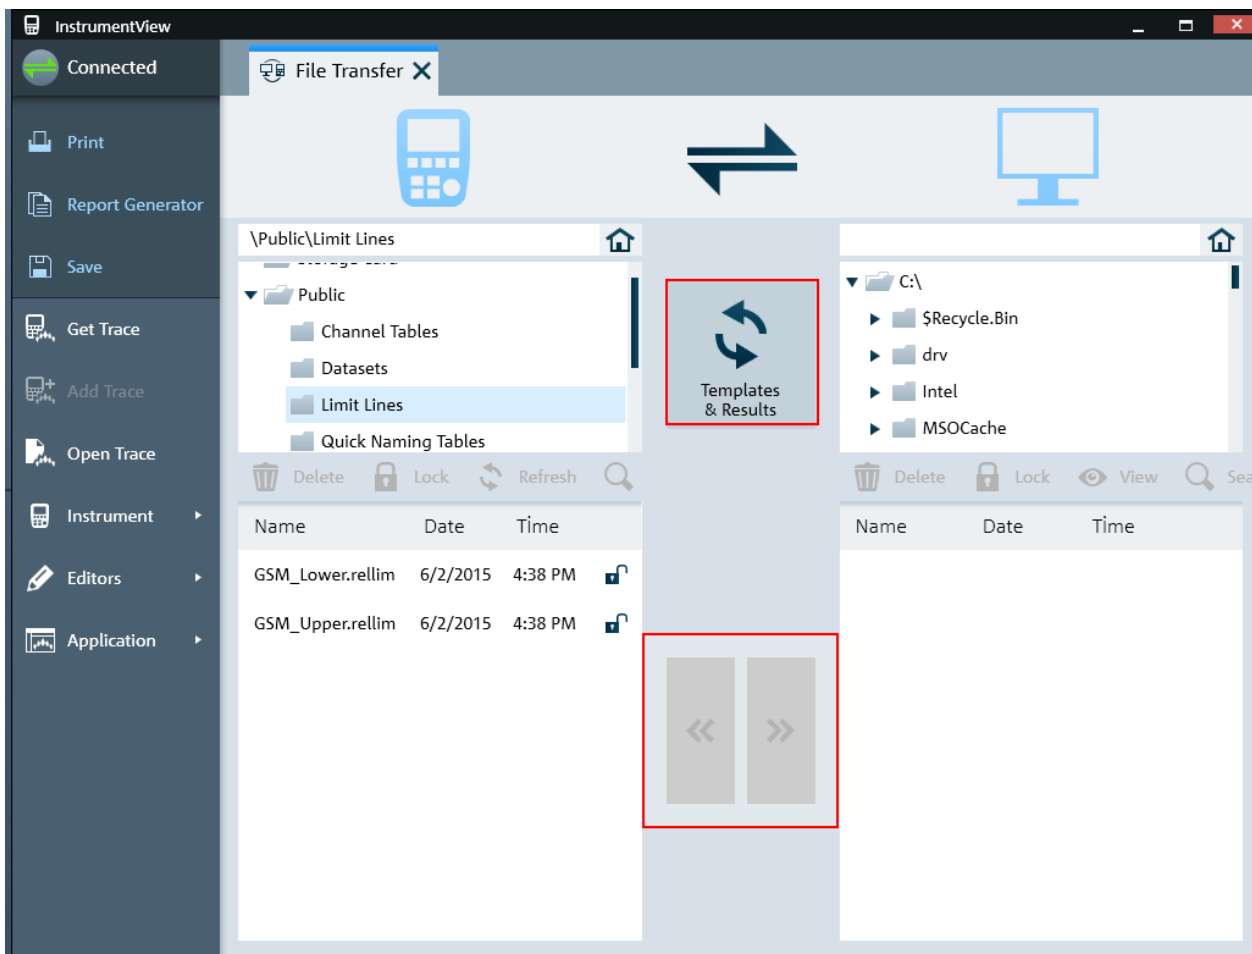 InstrumentView
Connected
File Transfer
Print
Report Generator
Save
Get Trace
Add Trace
Open Trace
Instrument
Editors
Application
\Public\Limit Lines
Public
Channel Tables
Datasets
Limit Lines
Quick Naming Tables
Delete Lock Refresh
Name Date Time
GSM_Lower.rellim 6/2/2015 4:38 PM
GSM_Upper.rellim 6/2/2015 4:38 PM
Templates
& Results
C:\
$Recycle.Bin
drv
Intel
MSOCache
Delete Lock View Sea
Name Date Time